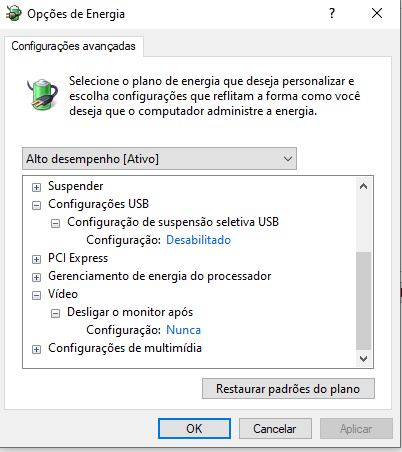 Opções de Energia
Configurações avançadas
Selecione o plano de energia que deseja personalizar e
escolha configurações que reflitam a forma como você
deseja que o computador administre a energia.
Alto desempenho [Ativo]
Suspender
Configurações USB
Configuração de suspensão seletiva USB
Configuração: Desabilitado
PCI Express
Gerenciamento de energia do processador
Vídeo
Desligar o monitor após
Configuração: Nunca
Configurações de multimídia
Restaurar padrões do plano
OK
Cancelar
Aplicar